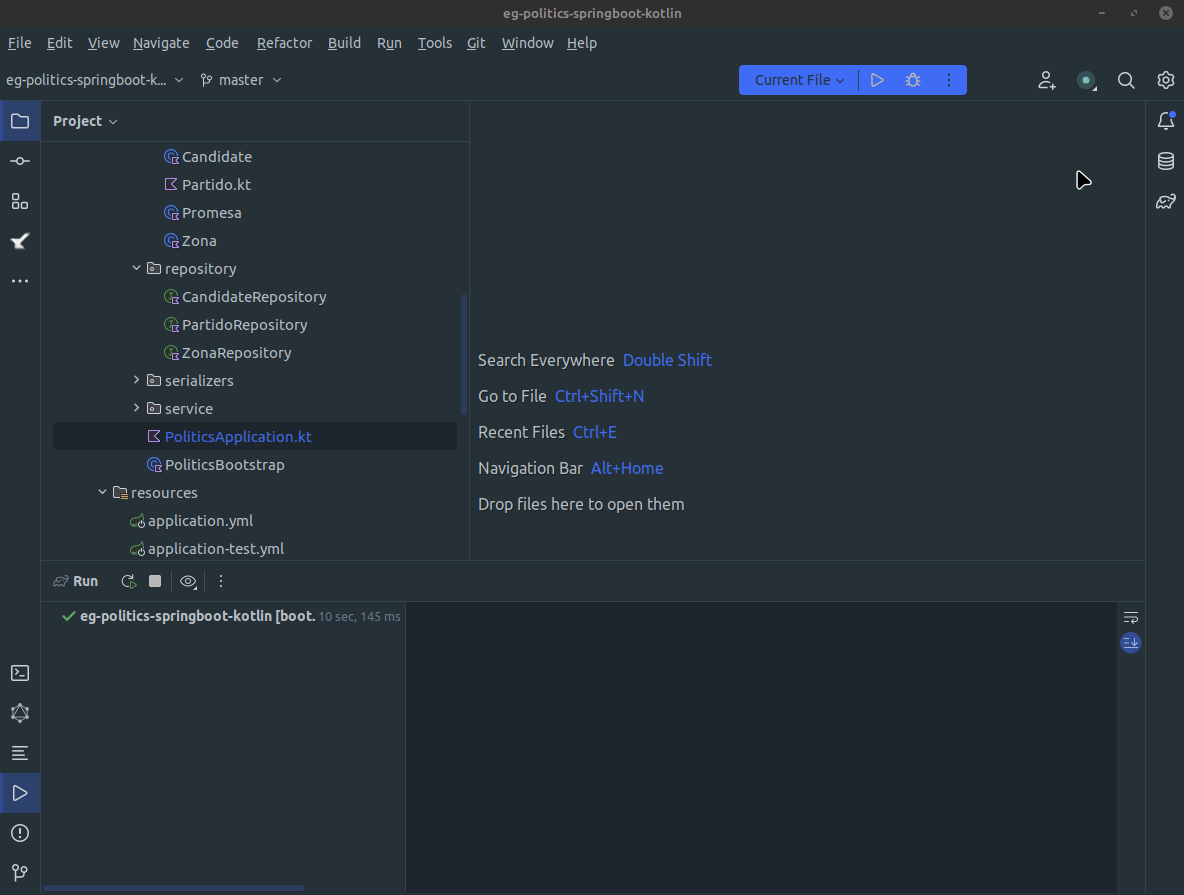 eg-politics-springboot-kotlin
File Edit View Navigate Code Refactor Build Run Tools Git Window Help
eg-politics-springboot-k... master Current File
Project
Candidate
Partido.kt
Promesa
Zona
repository
CandidateRepository
PartidoRepository
ZonaRepository
serializers
service
PoliticsApplication.kt
PoliticsBootstrap
resources
application.yml
application-test.yml
Search Everywhere Double Shift
Go to File Ctrl+Shift+N
Recent Files Ctrl+E
Navigation Bar Alt+Home
Drop files here to open them
Run
eg-politics-springboot-kotlin [boot. 10 sec, 145 ms